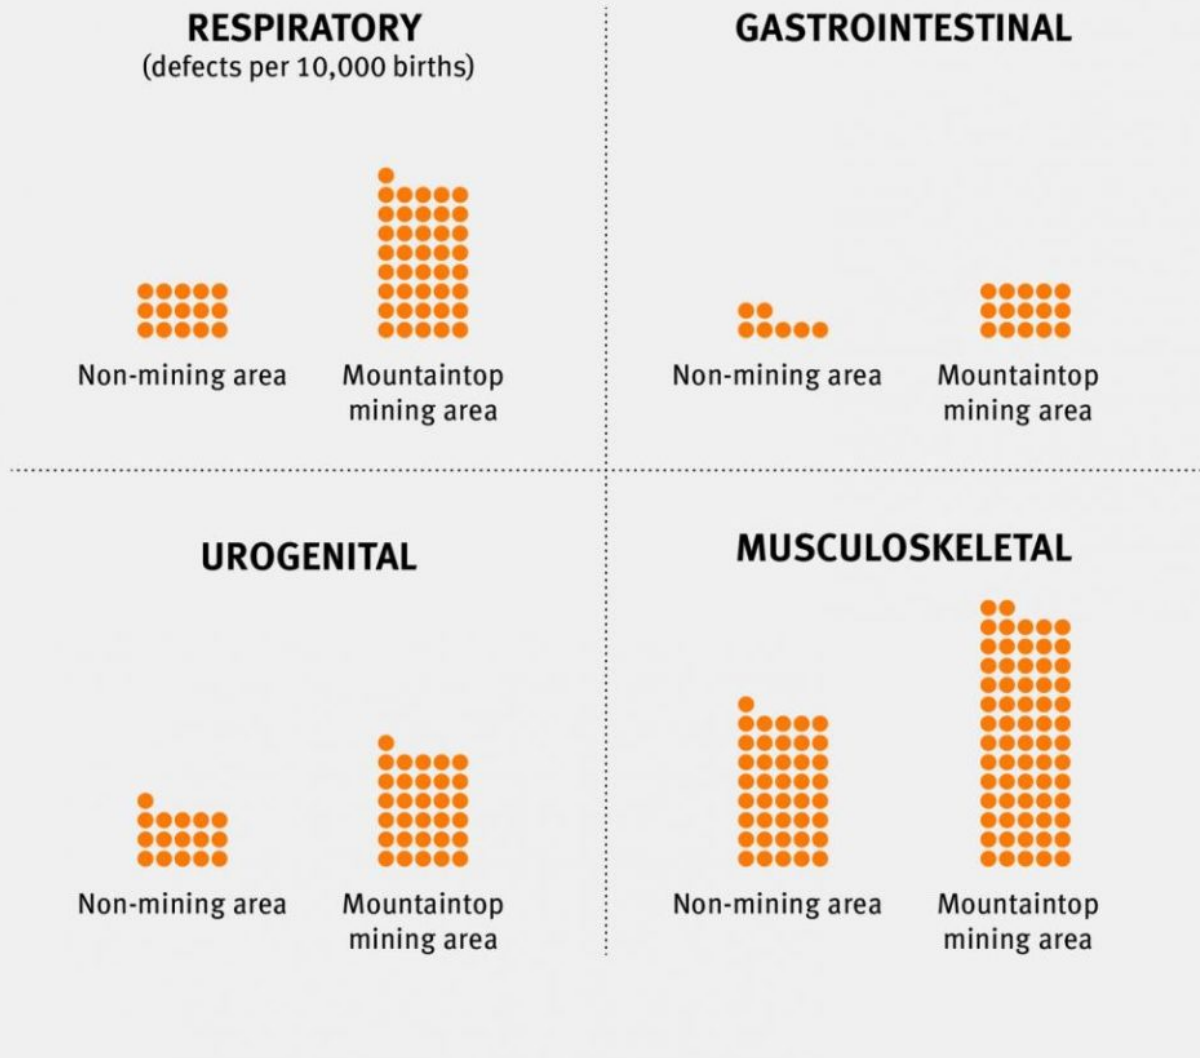 RESPIRATORY
(defects per 10,000 births)
Non-mining area
Mountaintop
mining area
GASTROINTESTINAL
Non-mining area
Mountaintop
mining area
UROGENITAL
Non-mining area
Mountaintop
mining area
MUSCULOSKELETAL
Non-mining area
Mountaintop
mining area